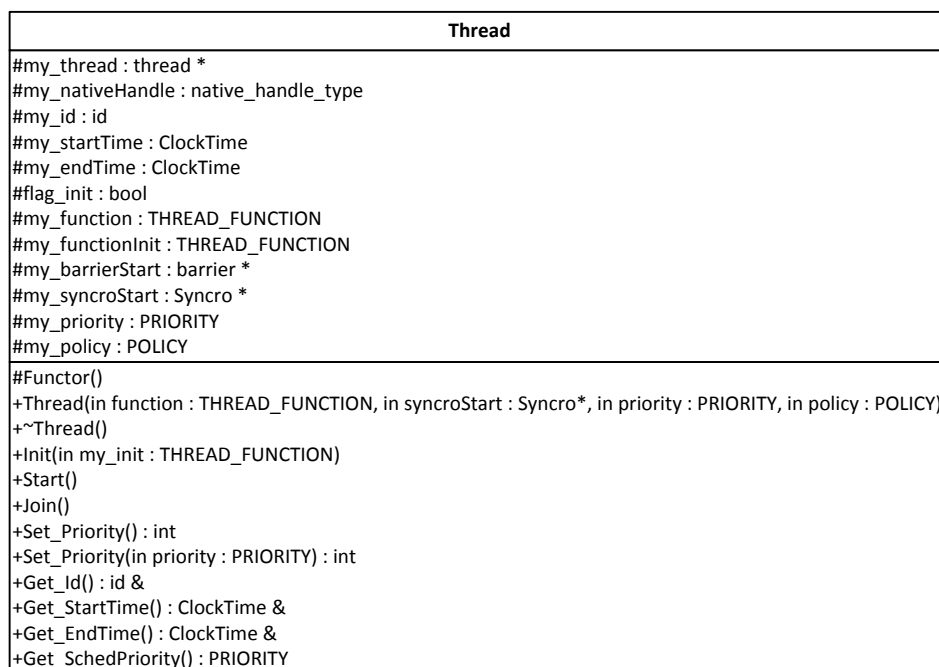 Thread
#my_thread : thread *
#my_nativeHandle : native_handle_type
#my_id : id
#my_startTime : ClockTime
#my_endTime : ClockTime
#flag_init : bool
#my_function : THREAD_FUNCTION
#my_functionInit : THREAD_FUNCTION
#my_barrierStart : barrier *
#my_syncroStart : Syncro *
#my_priority : PRIORITY
#my_policy : POLICY
#Functor()
+Thread(in function : THREAD_FUNCTION, in syncroStart : Syncro*, in priority : PRIORITY, in policy : POLICY)
+~Thread()
+Init(in my_init : THREAD_FUNCTION)
+Start()
+Join()
+Set_Priority() : int
+Set_Priority(in priority : PRIORITY) : int
+Get_Id() : id &
+Get_StartTime() : ClockTime &
+Get_EndTime() : ClockTime &
+Get_SchedPriority() : PRIORITY